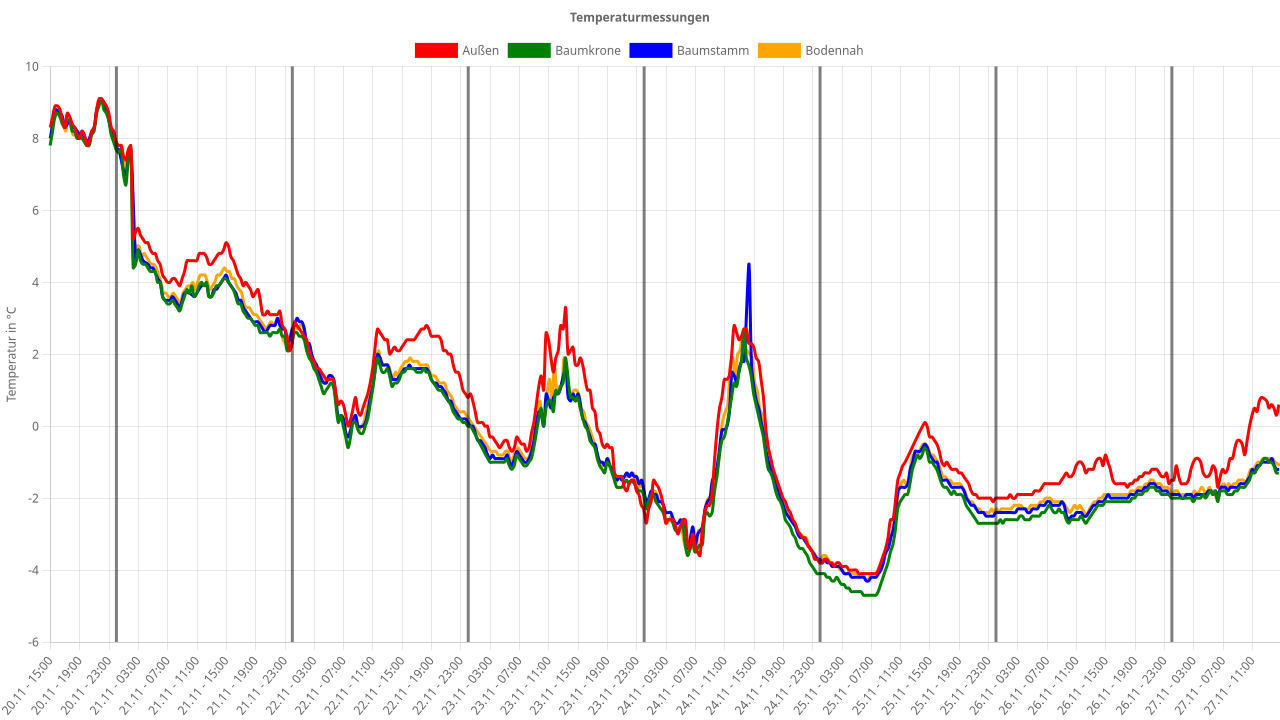 Temperaturmessungen
Außen Baumkrone Baumstamm Bodennah
Temperatur in °C
10
8
6
4
2
0
-2
-4
-6
20.11 - 15:00
20.11 - 19:00
20.11 - 23:00
21.11 - 03:00
21.11 - 07:00
21.11 - 11:00
21.11 - 15:00
21.11 - 19:00
21.11 - 23:00
22.11 - 03:00
22.11 - 07:00
22.11 - 11:00
22.11 - 15:00
22.11 - 19:00
22.11 - 23:00
23.11 - 03:00
23.11 - 07:00
23.11 - 11:00
23.11 - 15:00
23.11 - 19:00
23.11 - 23:00
24.11 - 03:00
24.11 - 07:00
24.11 - 11:00
24.11 - 15:00
24.11 - 19:00
24.11 - 23:00
25.11 - 03:00
25.11 - 07:00
25.11 - 11:00
25.11 - 15:00
25.11 - 19:00
25.11 - 23:00
26.11 - 03:00
26.11 - 07:00
26.11 - 11:00
26.11 - 15:00
26.11 - 19:00
26.11 - 23:00
27.11 - 03:00
27.11 - 07:00
27.11 - 11:00